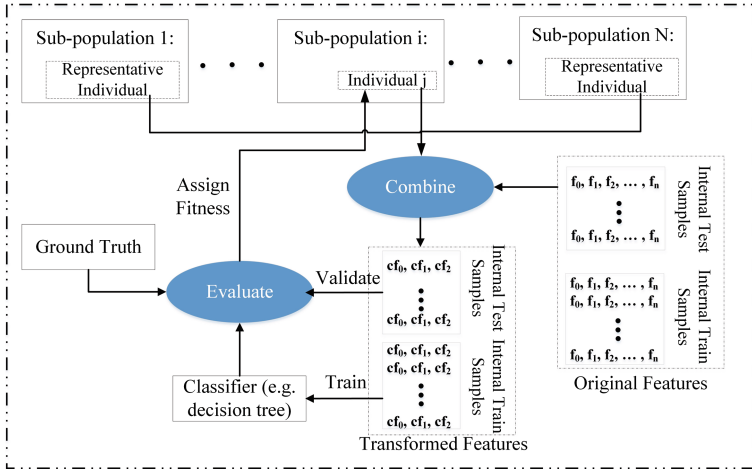 Sub-population 1:
Representative
Individual
• • • •
Sub-population i:
Individual j
• • • •
Sub-population N:
Representative
Individual
Assign
Fitness
Combine
Ground Truth
Evaluate
Validate
cf₀, cf₁, cf₂
cf₀, cf₁, cf₂
Internal Test
Samples
Classifier (e.g.
decision tree)
Train
cf₀, cf₁, cf₂
cf₀, cf₁, cf₂
cf₀, cf₁, cf₂
Internal Train
Samples
Transformed Features
f₀, f₁, f₂, … , fₙ
f₀, f₁, f₂, … , fₙ
Internal Test
Samples
f₀, f₁, f₂, … , fₙ
f₀, f₁, f₂, … , fₙ
f₀, f₁, f₂, … , fₙ
Internal Train
Samples
Original Features